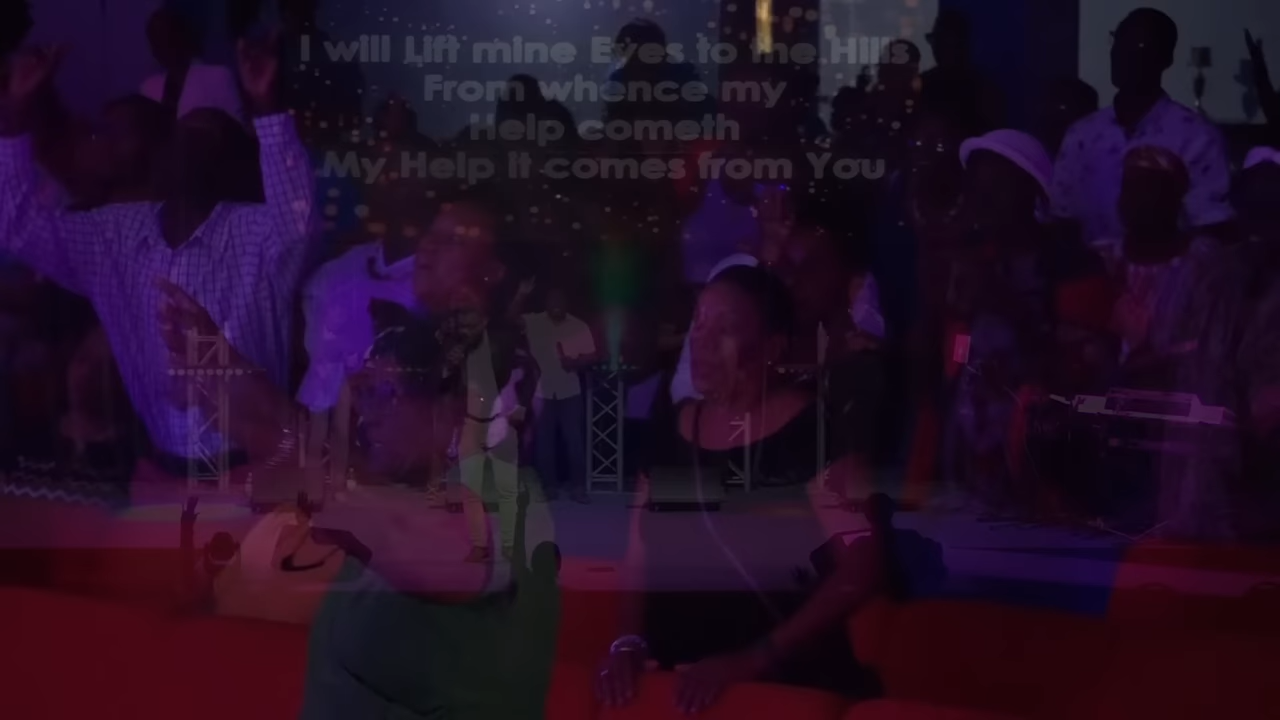 I will Lift mine Eyes to the Hills
From whence my
Help cometh
My Help it comes from You